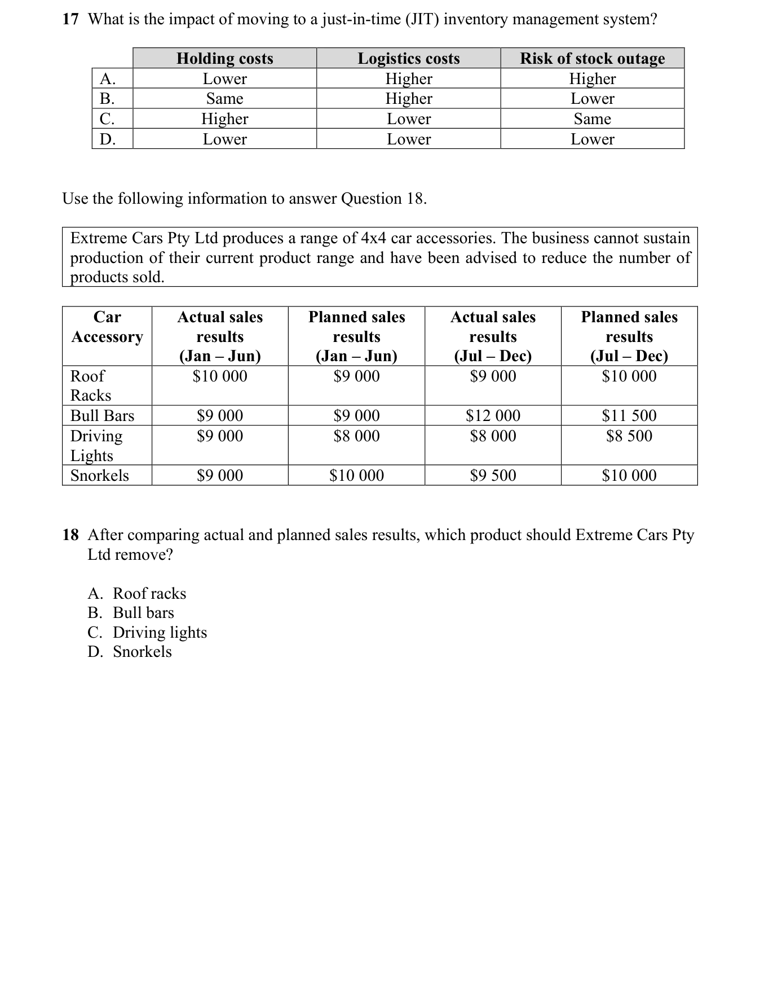 17 What is the impact of moving to a just-in-time (JIT) inventory management system?
Holding costs Logistics costs Risk of stock outage
A. Lower Higher Higher
B. Same Higher Lower
C. Higher Lower Same
D. Lower Lower Lower
Use the following information to answer Question 18.
Extreme Cars Pty Ltd produces a range of 4x4 car accessories. The business cannot sustain
production of their current product range and have been advised to reduce the number of
products sold.
Car Actual sales Planned sales Actual sales Planned sales
Accessory results results results results
(Jan – Jun) (Jan – Jun) (Jul – Dec) (Jul – Dec)
Roof $10 000 $9 000 $9 000 $10 000
Racks
Bull Bars $9 000 $9 000 $12 000 $11 500
Driving $9 000 $8 000 $8 000 $8 500
Lights
Snorkels $9 000 $10 000 $9 500 $10 000
18 After comparing actual and planned sales results, which product should Extreme Cars Pty
Ltd remove?
A. Roof racks
B. Bull bars
C. Driving lights
D. Snorkels